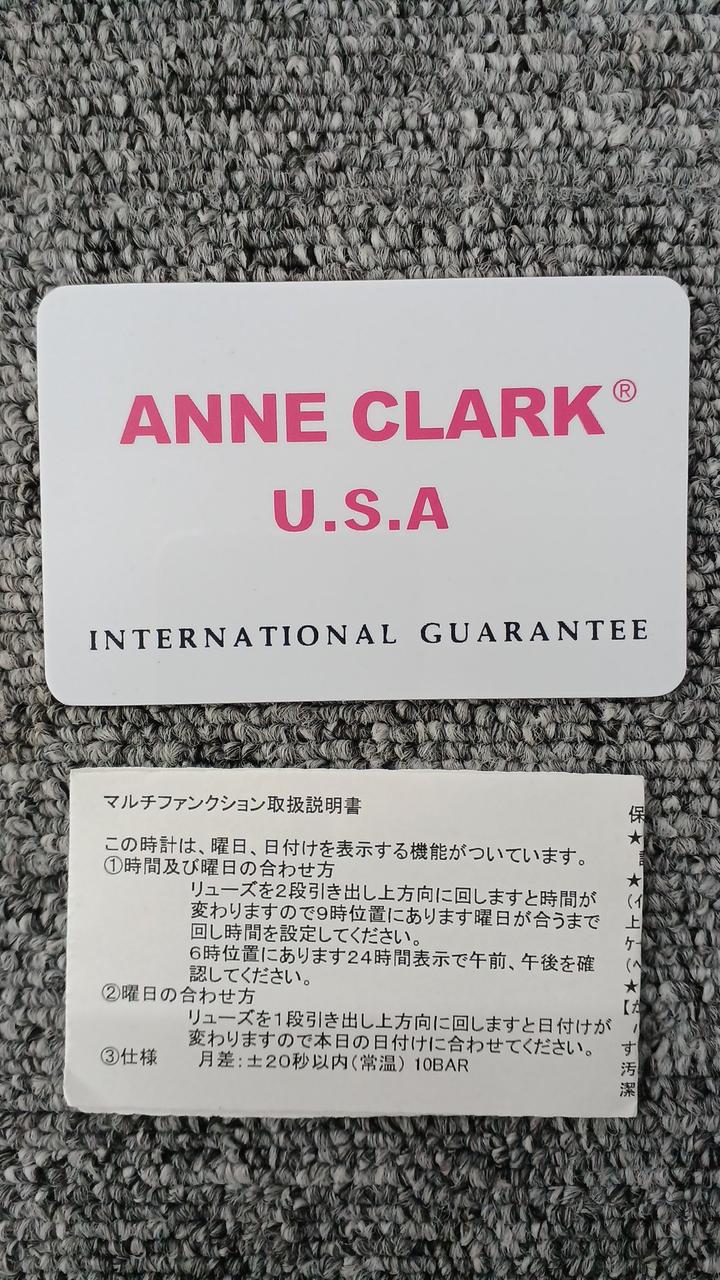 ANNE CLARK®
U.S.A
INTERNATIONAL GUARANTEE
マルチファンクション取扱説明書
この時計は、曜日、日付けを表示する機能がついています。
①時間及び曜日の合わせ方
リューズを2段引き出し上方向に回しますと時間が
変わりますので9時位置にあります曜日が合うまで
回し時間を設定してください。
6時位置にあります24時間表示で午前、午後を確
認してください。
②曜日の合わせ方
リューズを1段引き出し上方向に回しますと日付けが
変わりますので本日の日付けに合わせてください。
③仕様 月差:±20秒以内(常温) 10BAR
保
★
★
(イ
上
ケー
(ヘ
★
す
汚
潔